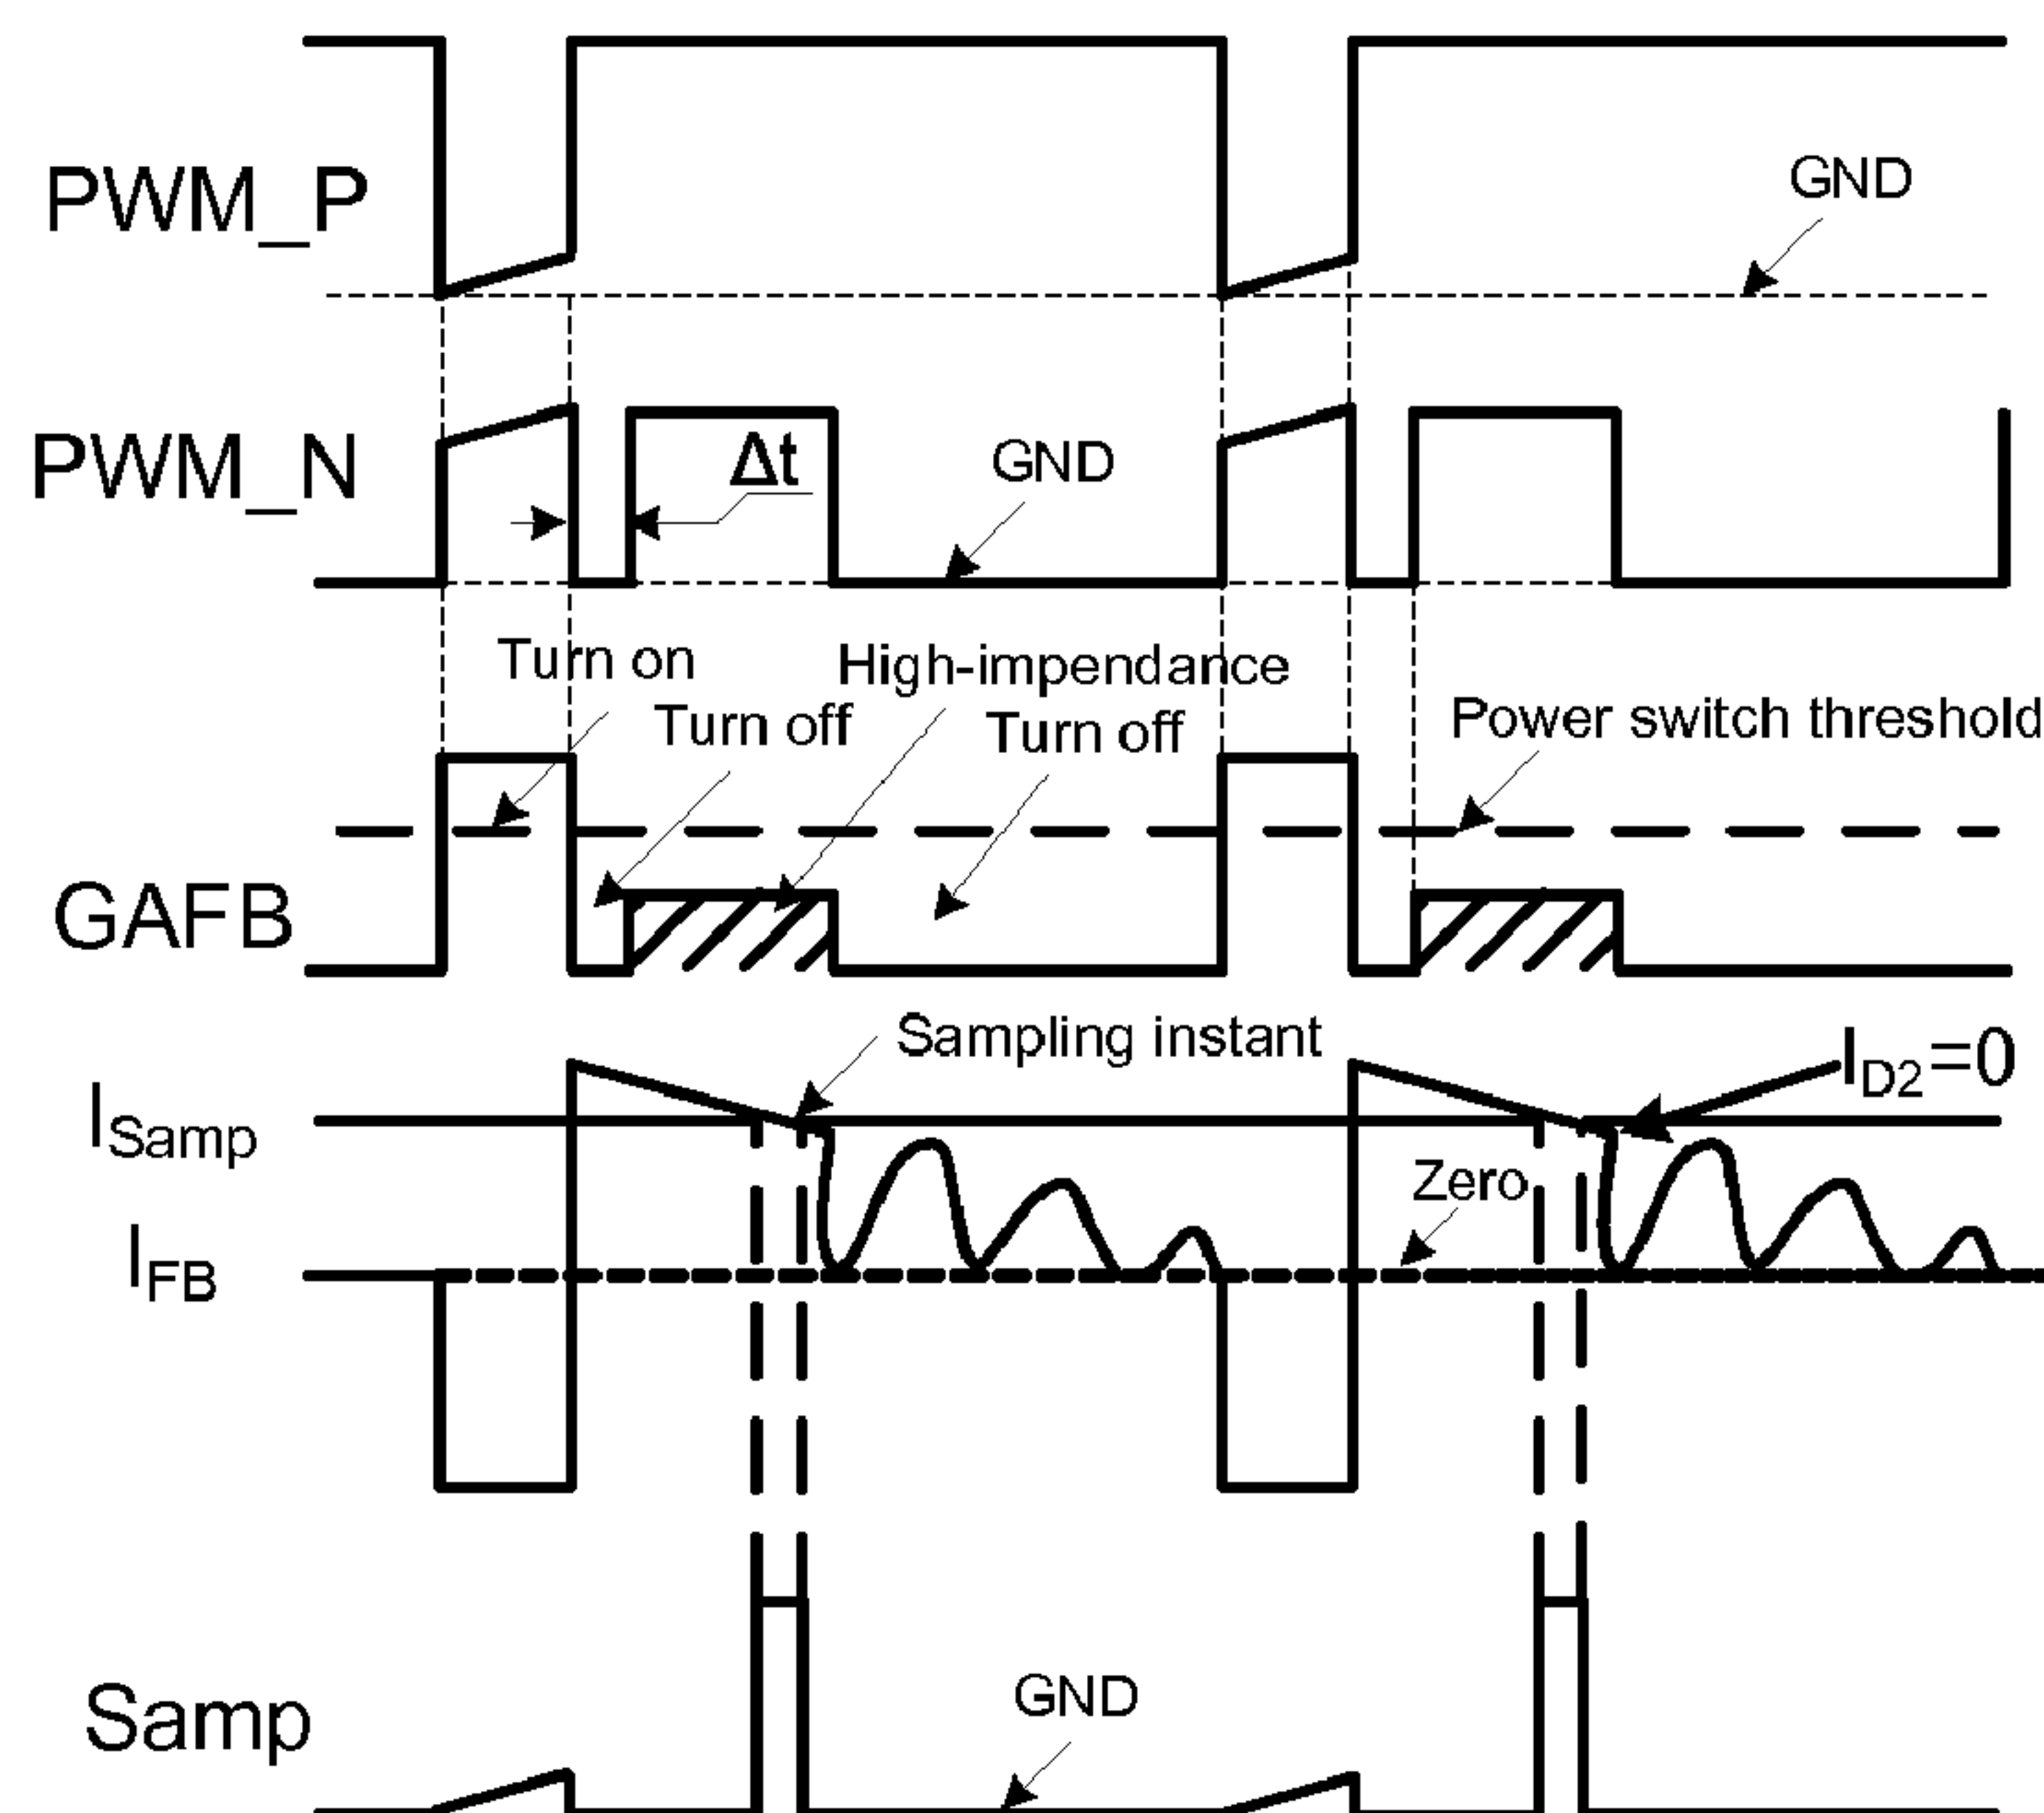 PWM_P
GND
PWM_N
Δt
GND
Turn on
High-impendance
Turn off
Turn off
Power switch threshold
GAFB
Sampling instant
I_D2=0
I_Samp
Zero
I_FB
Samp
GND